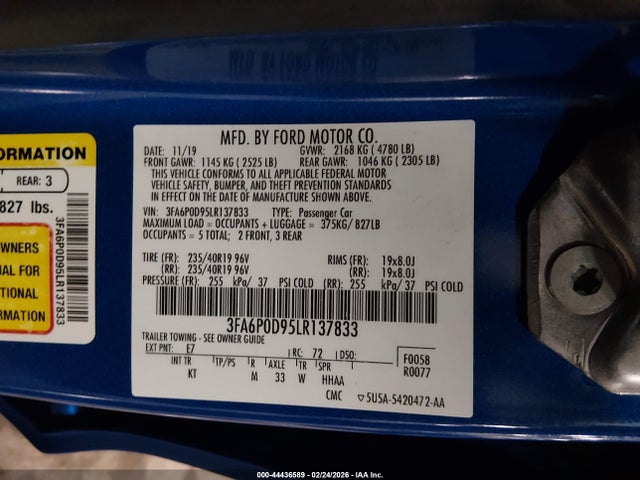 MFD. BY FORD MOTOR CO.
DATE: 11/19 GVWR: 2168 KG ( 4780 LB)
FRONT GAWR: 1145 KG ( 2525 LB) REAR GAWR: 1046 KG ( 2305 LB)
THIS VEHICLE CONFORMS TO ALL APPLICABLE FEDERAL MOTOR
VEHICLE SAFETY, BUMPER, AND THEFT PREVENTION STANDARDS
IN EFFECT ON THE DATE OF MANUFACTURE SHOWN ABOVE.
VIN: 3FA6P0D95LR137833 TYPE: Passenger Car
MAXIMUM LOAD = OCCUPANTS + LUGGAGE = 375KG/ 827LB
OCCUPANTS = 5 TOTAL; 2 FRONT, 3 REAR
TIRE (FR): 235/40R19 96V RIMS (FR): 19x8.0J
(RR): 235/40R19 96V (RR): 19x8.0J
PRESSURE (FR): 255 kPa/ 37 PSI COLD (RR): 255 kPa/ 37 PSI COLD
3FA6P0D95LR137833
TRAILER TOWING - SEE OWNER GUIDE
EXT PNT: E7 RC: 72 DSO: F0058
INT TR TP/PS R AXLE TR SPR R0077
KT M 33 W HHAA
CMC 5U5A-5420472-AA
ORMATION
REAR: 3
827 lbs.
OWNERS
UAL FOR
TIONAL
ORMATION
3FA6P0D95LR137833
000-44436589 - 02/24/2026 - IAA Inc.